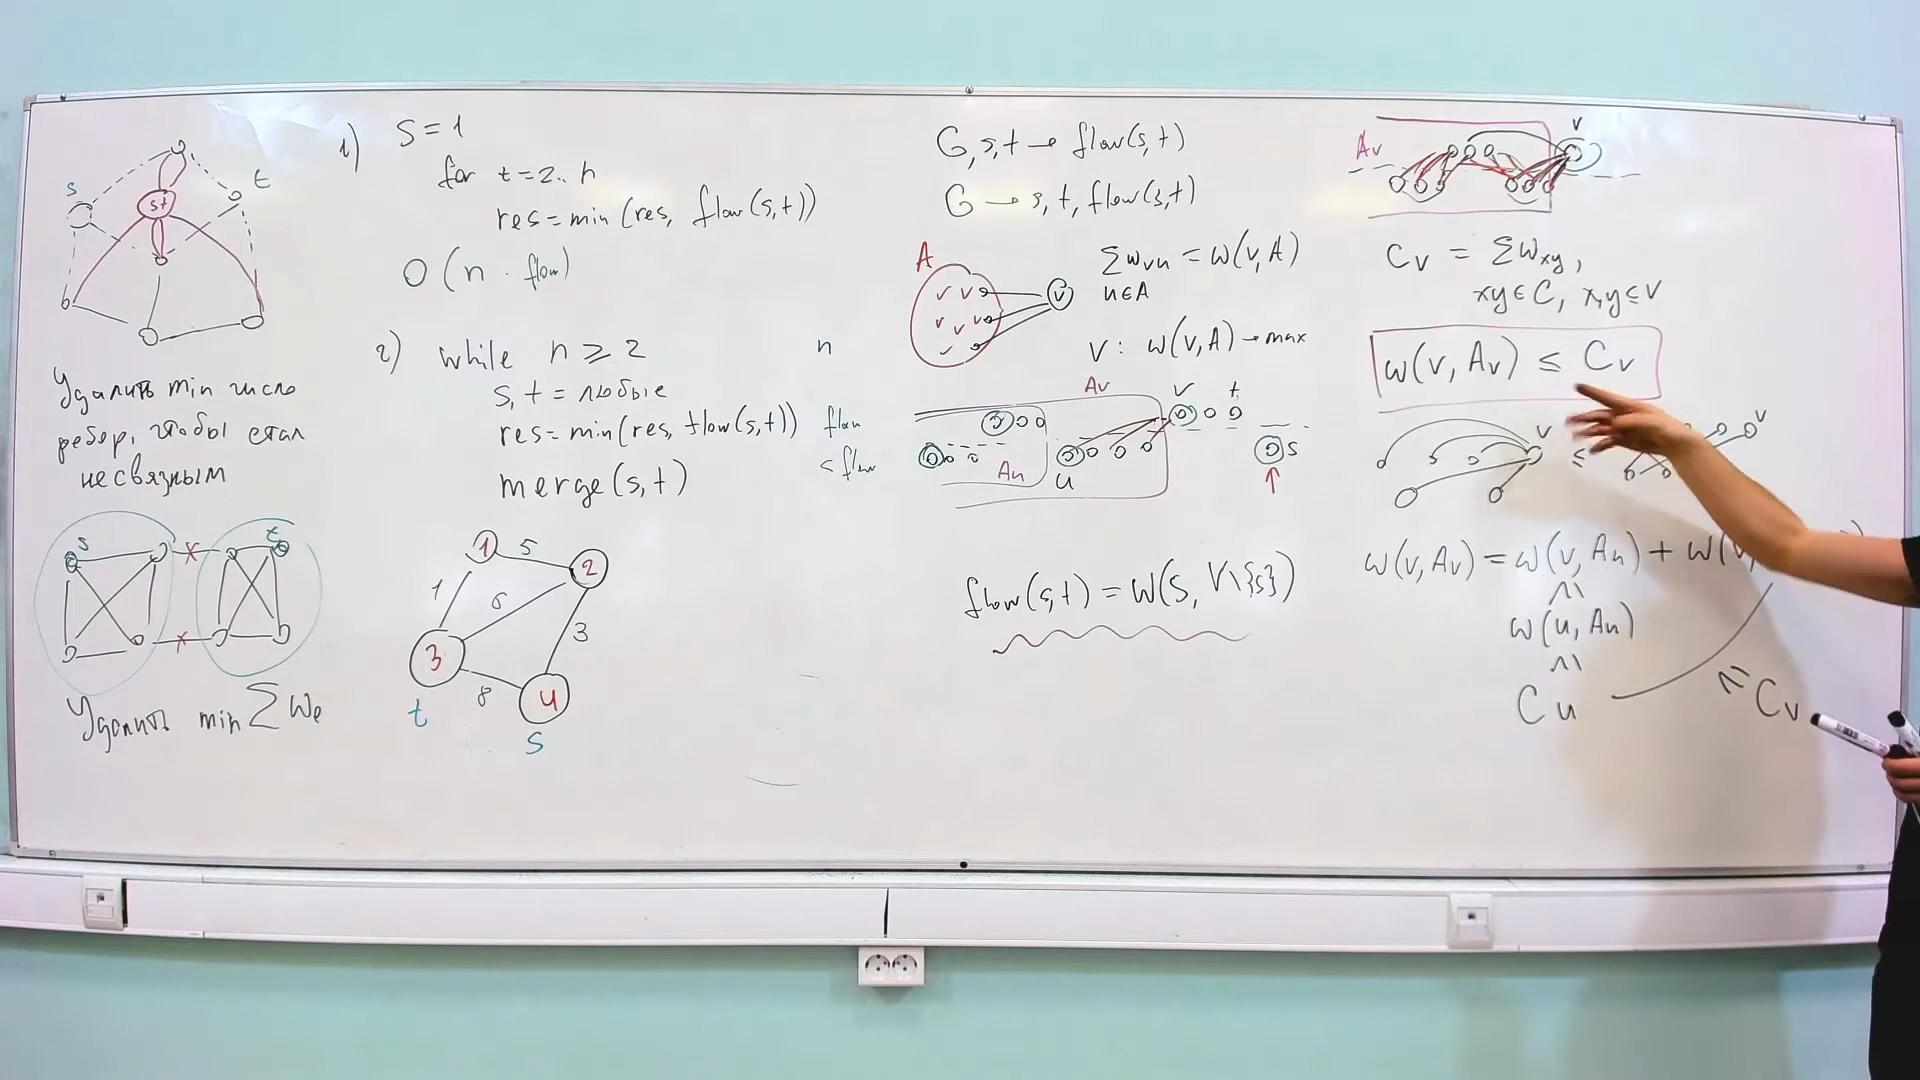 s
t
st
Удалить min число
ребер, чтобы стал
несвязным
s
t
x
x
Удалить min ∑ we
1)
S = 1
for t = 2.. n
res = min (res, flow(s,t))
O (n · flow)
2)
while n ≥ 2
n
s, t = любые
res = min(res, flow(s,t))
flow
< flow
merge(s,t)
1
5
2
1
6
3
3
8
4
t
s
G, s, t → flow(s,t)
G → s, t, flow(s,t)
A
v
∑ wvu = w(v,A)
u∈A
v : w(v,A) → max
Av
v
t
Au
u
s
flow(s,t) = w(s, V\{s})
Av
v
Cv = ∑ wxy,
xy ∈ C, x,y ≤ v
w(v, Av) ≤ Cv
v
≤
v
w(v, Av) = w(v, Au) + w(v,
w(u, Au)
Cu
≤ Cv